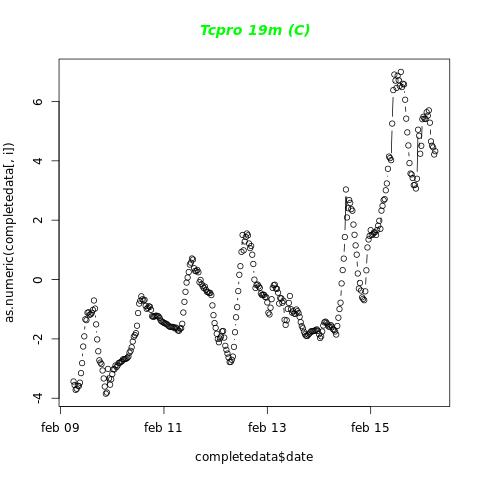 Tcpro 19m (C)
as.numeric(completedata[, i])
6
4
2
0
-2
-4
feb 09
feb 11
feb 13
feb 15
completedata$date